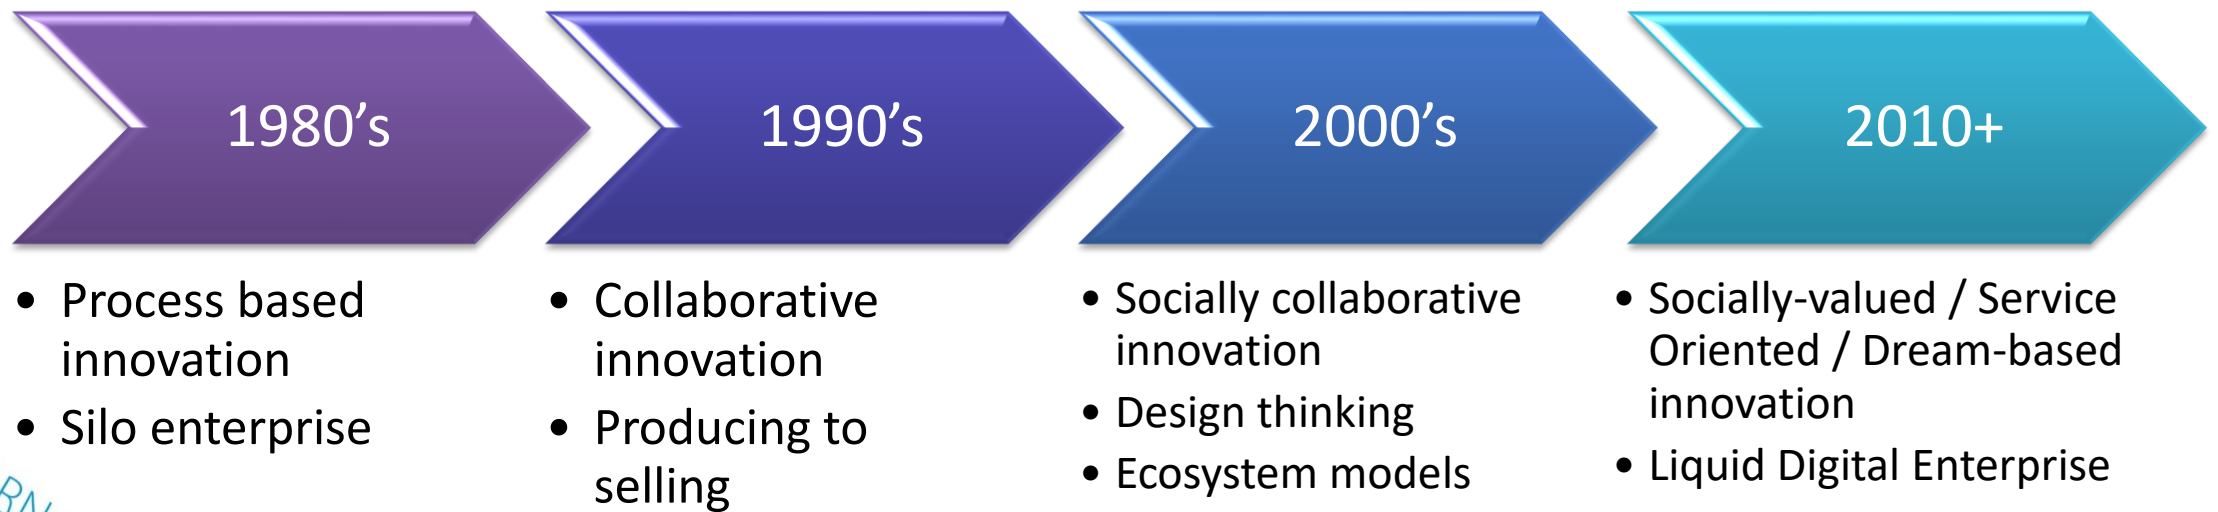 1980’s
1990’s
2000’s
2010+
• Process based
innovation
• Silo enterprise
• Collaborative
innovation
• Producing to
selling
• Socially collaborative
innovation
• Design thinking
• Ecosystem models
• Socially-valued / Service
Oriented / Dream-based
innovation
• Liquid Digital Enterprise